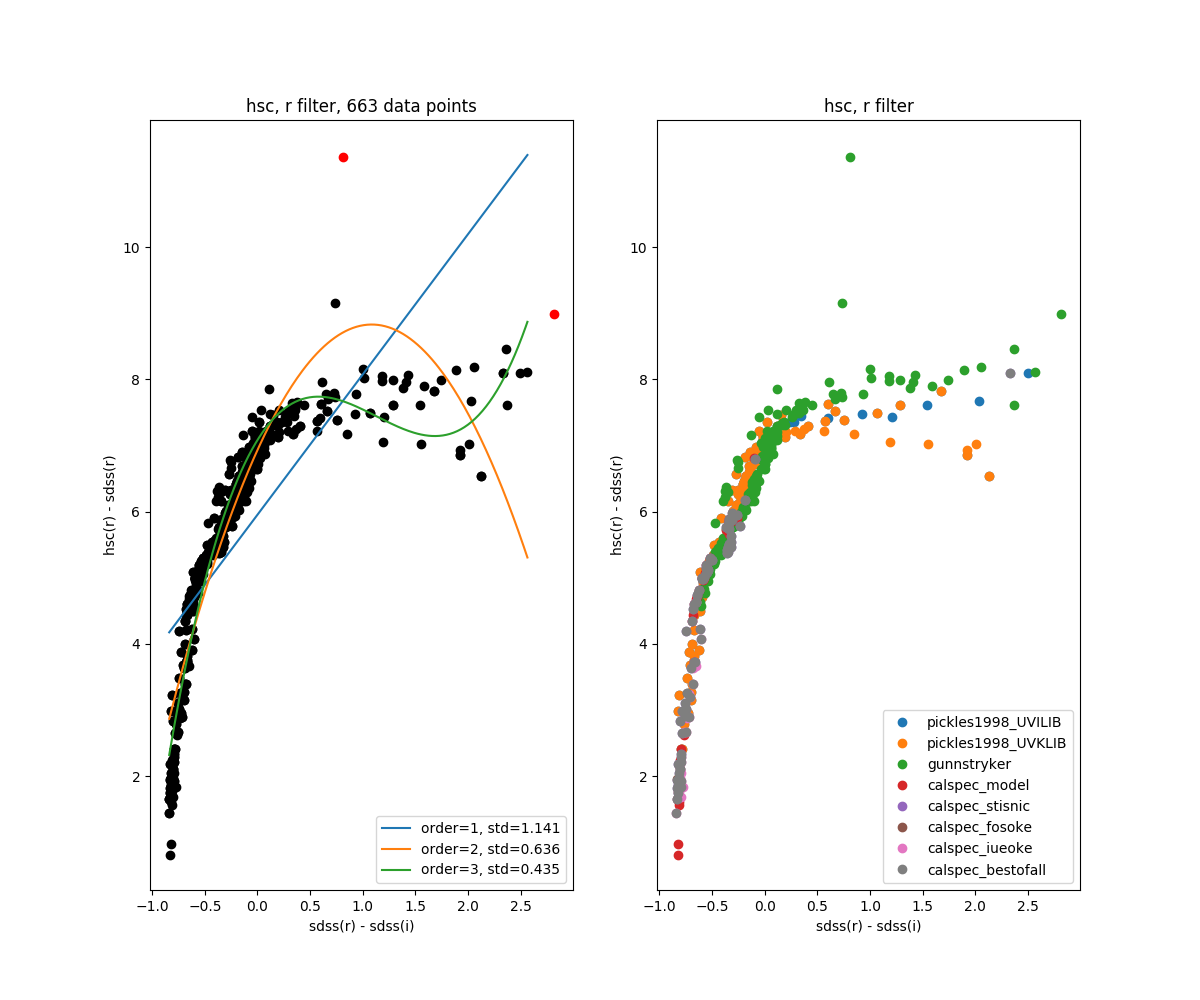 hsc, r filter, 663 data points
hsc(r) - sdss(r)
10
8
6
4
2
order=1, std=1.141
order=2, std=0.636
order=3, std=0.435
−1.0 −0.5 0.0 0.5 1.0 1.5 2.0 2.5
sdss(r) - sdss(i)
hsc, r filter
hsc(r) - sdss(r)
10
8
6
4
2
pickles1998_UVILIB
pickles1998_UVKLIB
gunnstryker
calspec_model
calspec_stisnic
calspec_fosoke
calspec_iueoke
calspec_bestofall
−1.0 −0.5 0.0 0.5 1.0 1.5 2.0 2.5
sdss(r) - sdss(i)